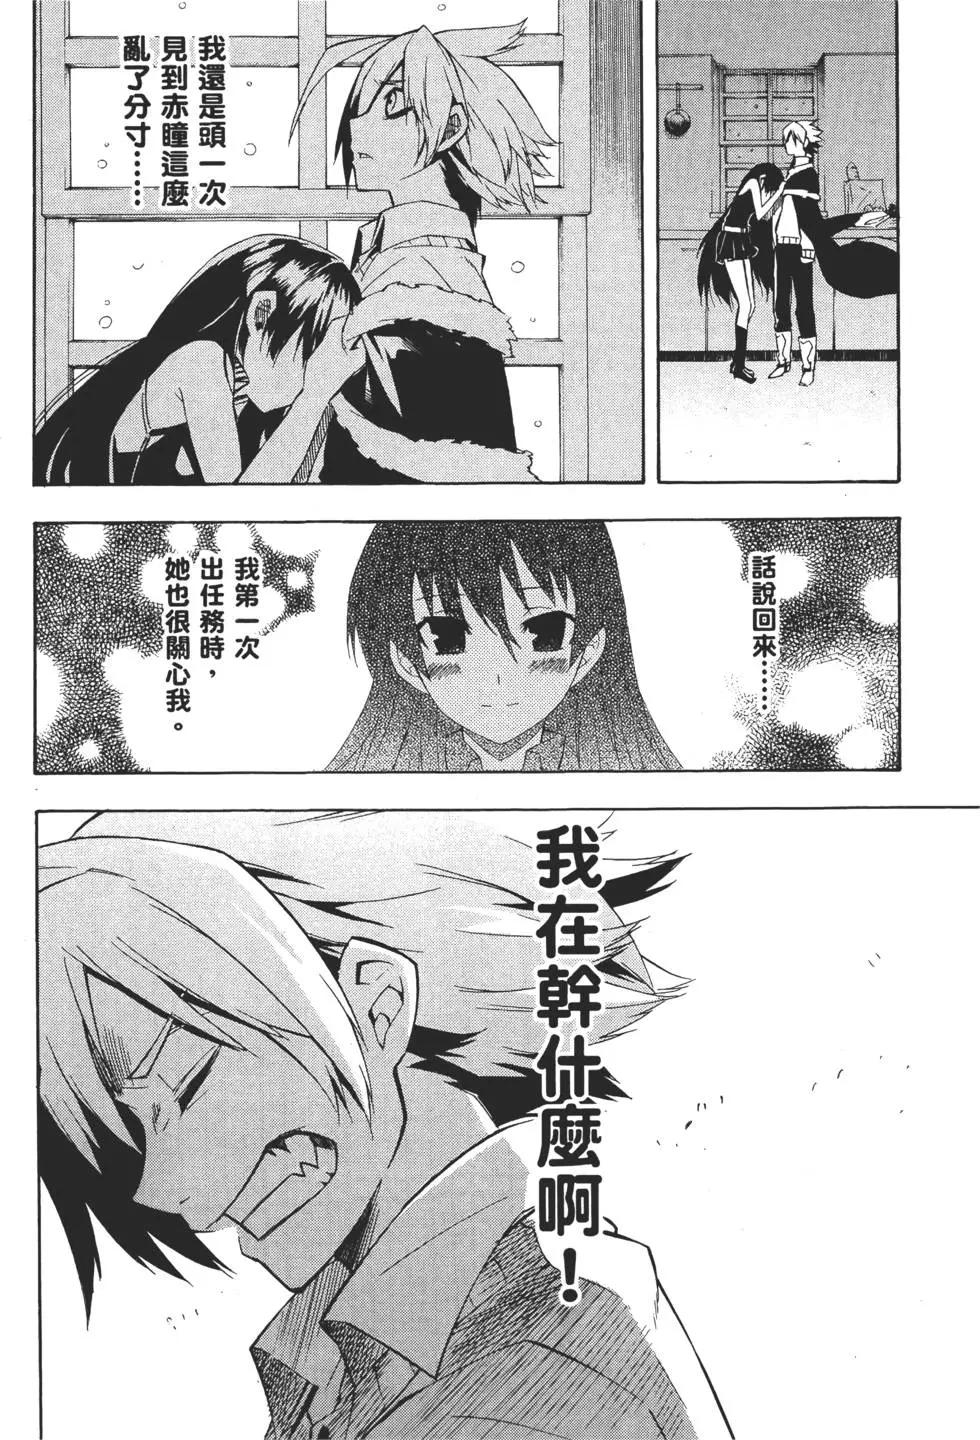 我還是頭一次
見到赤瞳這麼
亂了分寸……
話說回來……
我第一次
出任務時，
她也很關心我。
我在幹什麼啊！